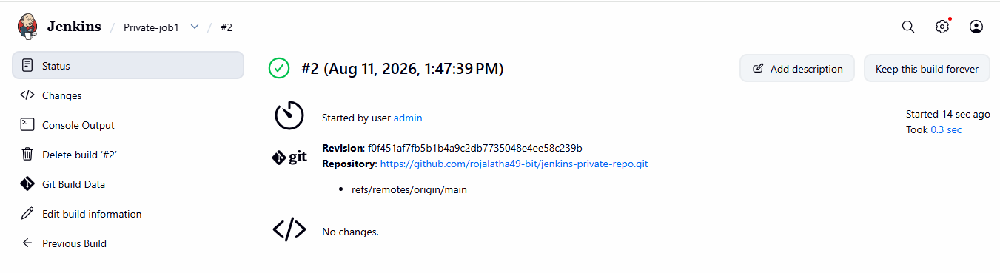 Jenkins / Private-job1 / #2
Status
Changes
Console Output
Delete build ‘#2’
Git Build Data
Edit build information
Previous Build
#2 (Aug 11, 2026, 1:47:39 PM)
Add description
Keep this build forever
Started by user admin
Started 14 sec ago
Took 0.3 sec
git
Revision: f0f451af7fb5b1b4a9c2db7735048e4ee58c239b
Repository: https://github.com/rojalatha49-bit/jenkins-private-repo.git
• refs/remotes/origin/main
No changes.